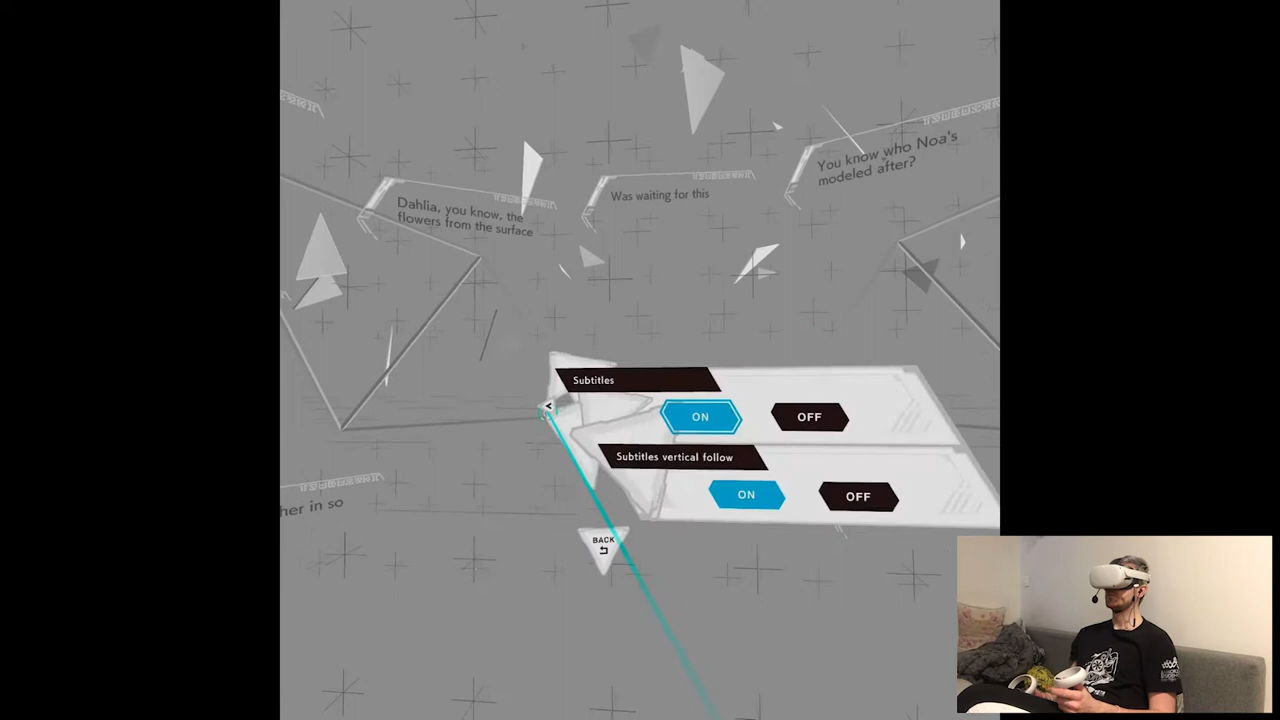 You know who Noa's
modeled after?
Was waiting for this
Dahlia, you know, the
flowers from the surface
Subtitles
<
ON
OFF
Subtitles vertical follow
ON
OFF
her in so
BACK